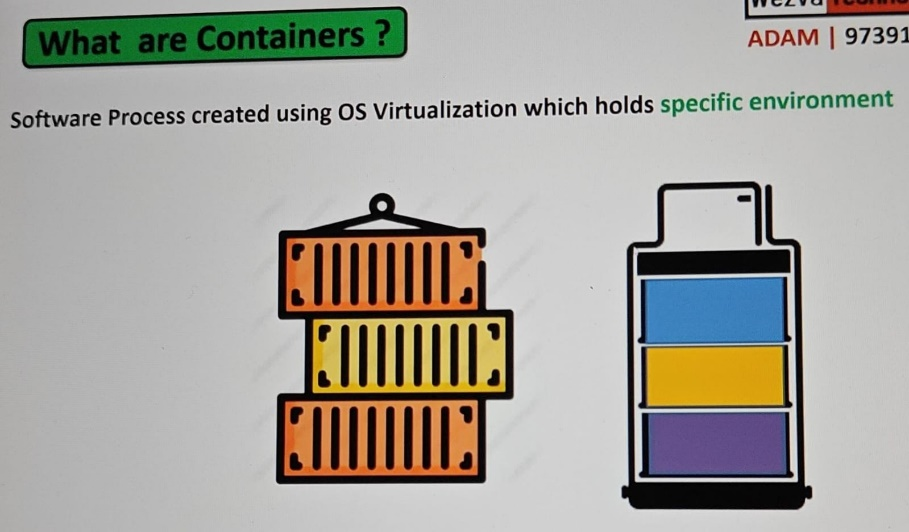 What are Containers ?
ADAM | 97391
Software Process created using OS Virtualization which holds specific environment